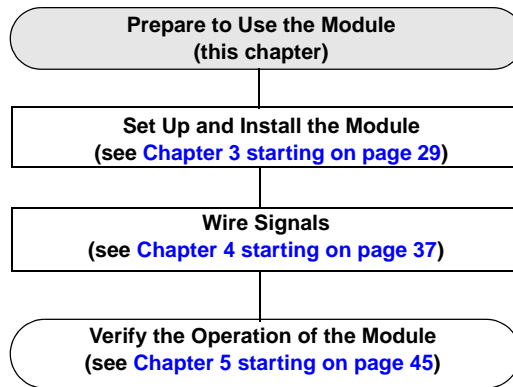 Prepare to Use the Module
(this chapter)
Set Up and Install the Module
(see Chapter 3 starting on page 29)
Wire Signals
(see Chapter 4 starting on page 37)
Verify the Operation of the Module
(see Chapter 5 starting on page 45)